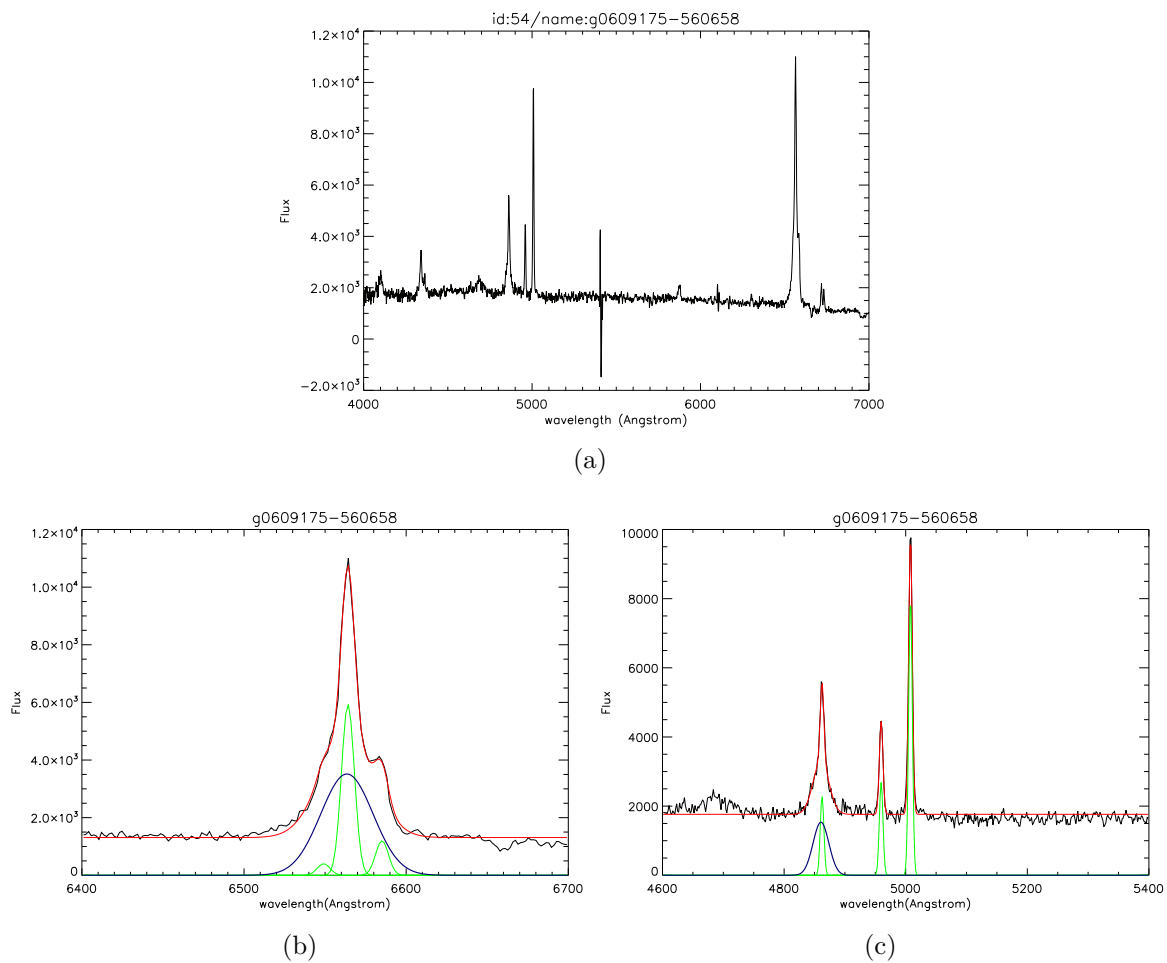 id:54/name:g0609175-560658
1.2×10⁴
1.0×10⁴
8.0×10³
6.0×10³
4.0×10³
2.0×10³
0
−2.0×10³
Flux
4000 5000 6000 7000
wavelength (Angstrom)
(a)
g0609175-560658
1.2×10⁴
1.0×10⁴
8.0×10³
6.0×10³
4.0×10³
2.0×10³
0
Flux
6400 6500 6600 6700
wavelength(Angstrom)
(b)
g0609175-560658
10000
8000
6000
4000
2000
0
Flux
4600 4800 5000 5200 5400
wavelength(Angstrom)
(c)